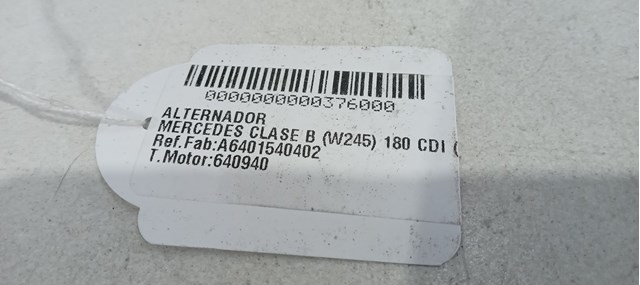 0000000000376000
ALTERNADOR
MERCEDES CLASE B (W245) 180 CDI (
Ref.Fab:A6401540402
T.Motor:640940